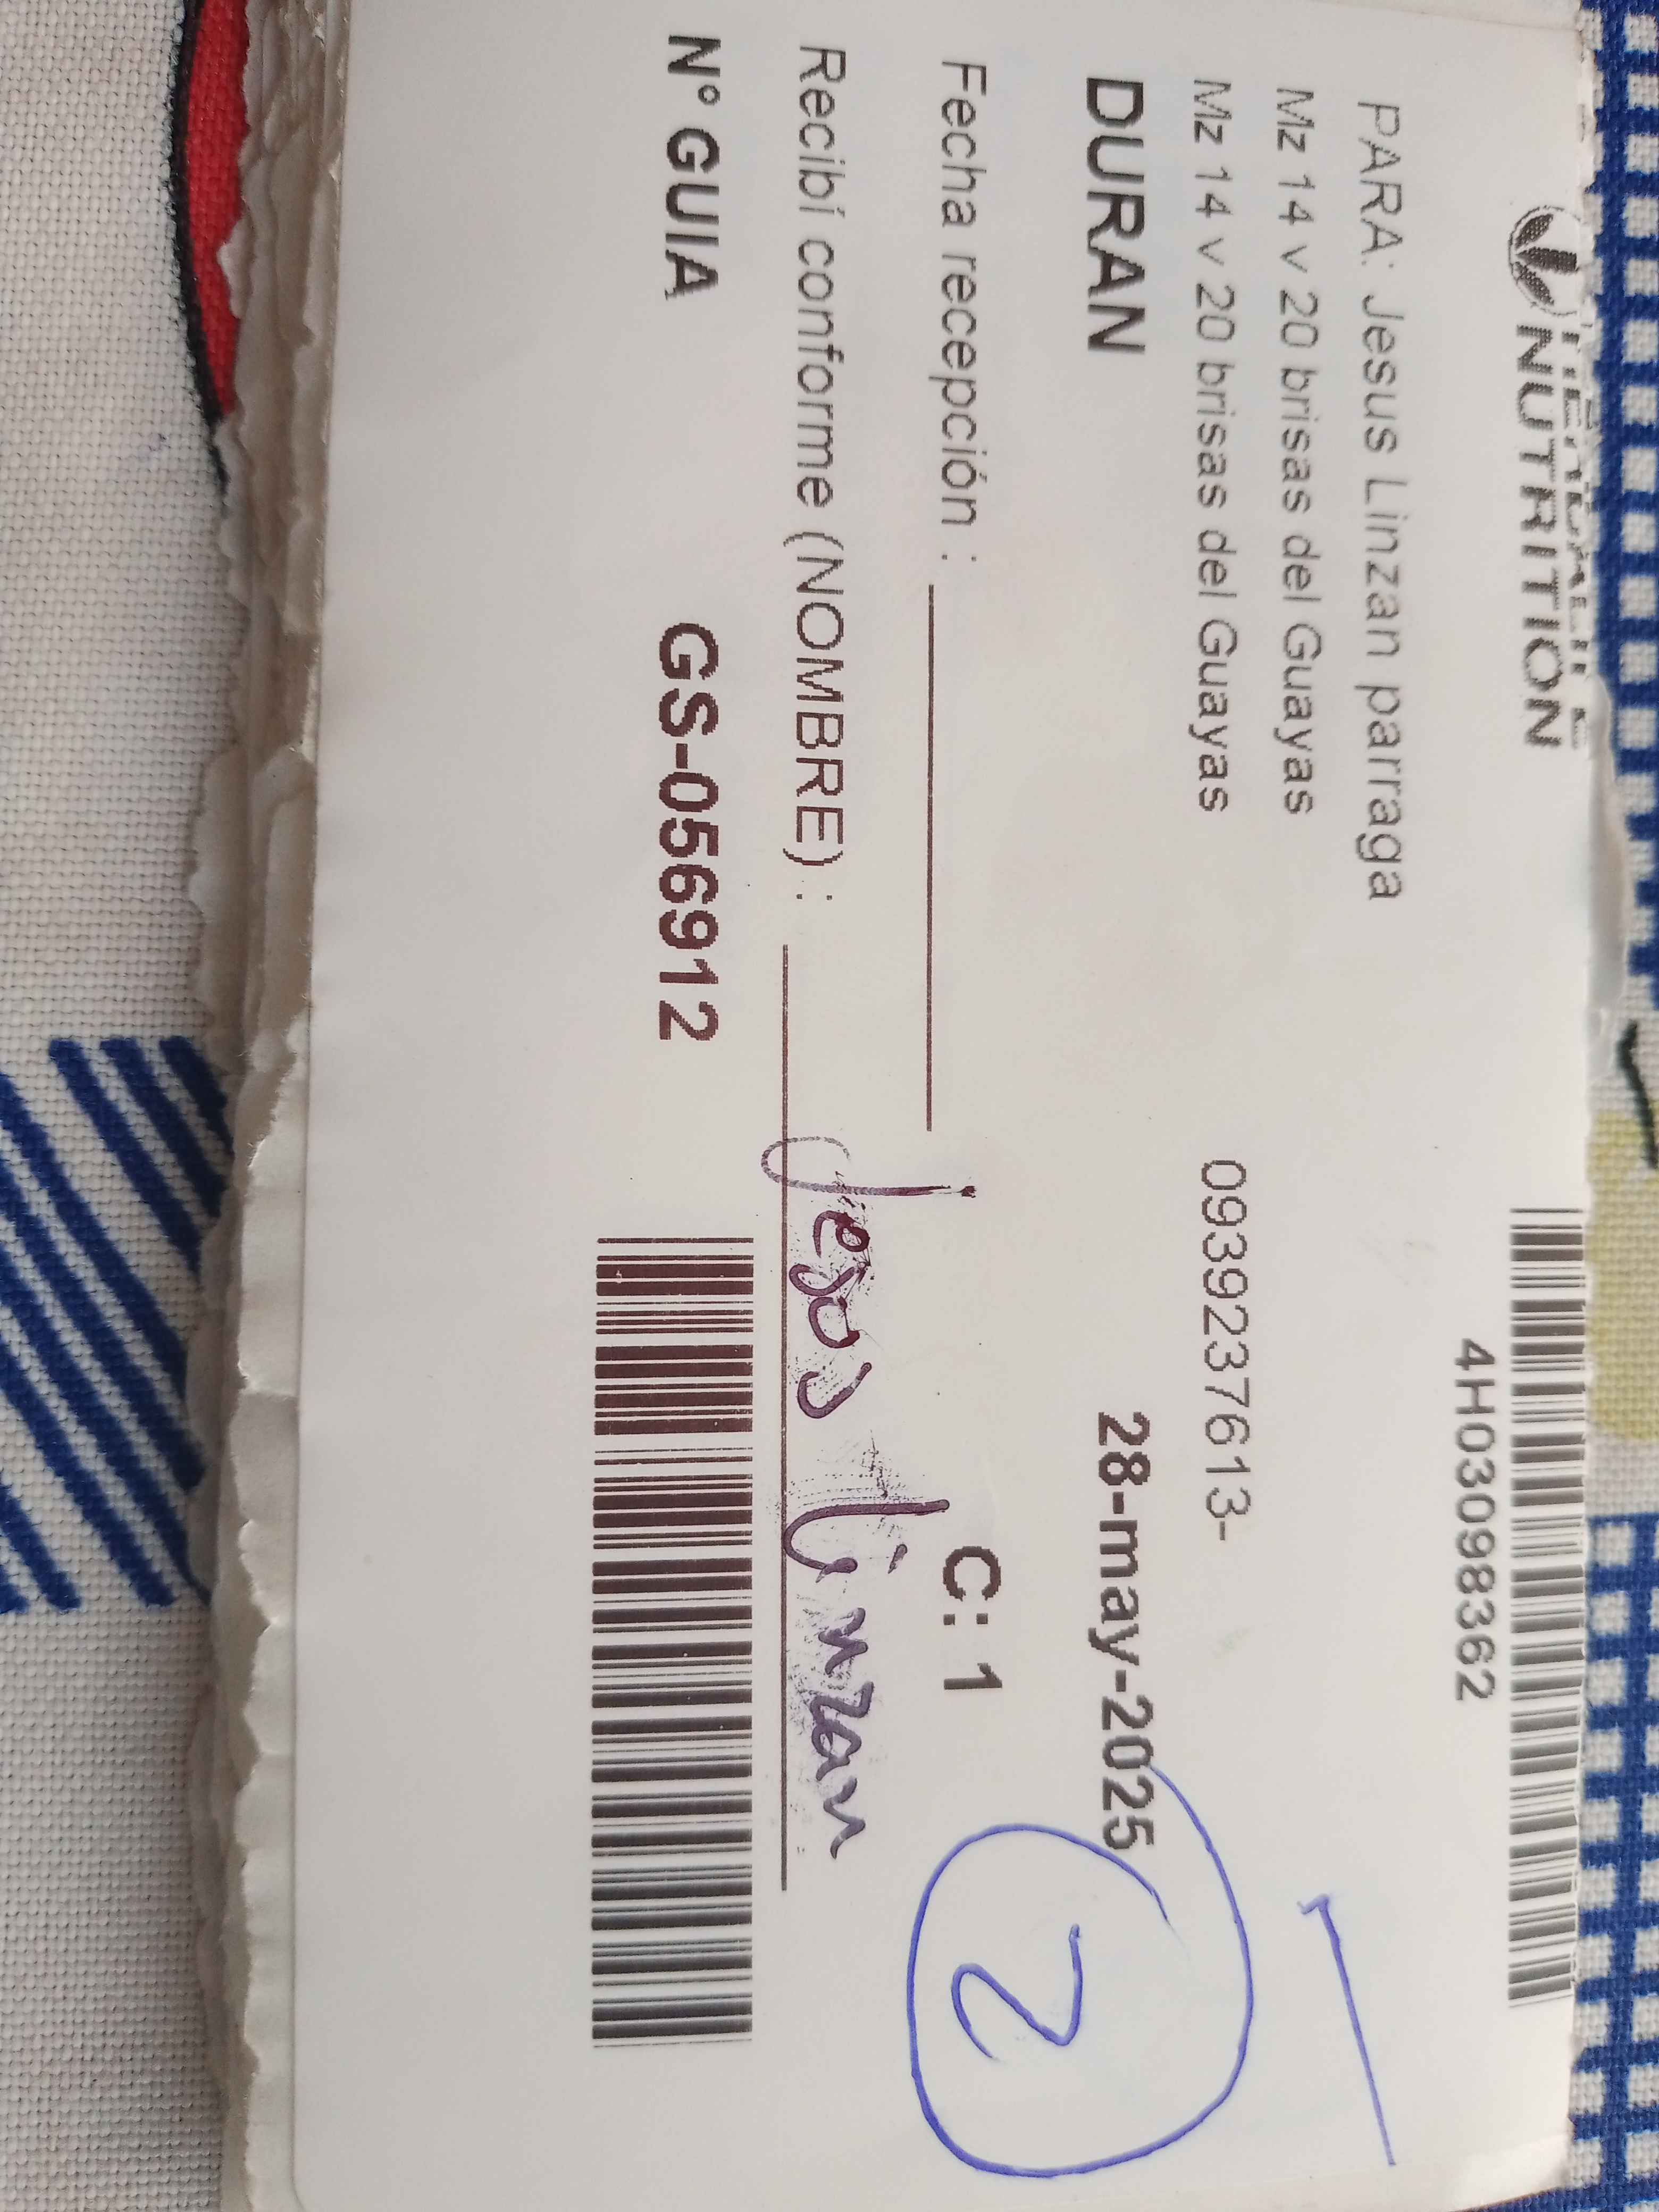 NUTRITION
4H03098362
PARA: Jesus Linzan parraga
Mz 14 v 20 brisas del Guayas
Mz 14 v 20 brisas del Guayas 0939237613-
DURAN 28-may-2025
Fecha recepción : C: 1
2
Recibí conforme (NOMBRE) : Jesus Linzan
N° GUIA GS-056912